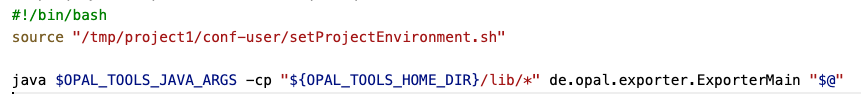 #!/bin/bash
source "/tmp/project1/conf-user/setProjectEnvironment.sh"
java $OPAL_TOOLS_JAVA_ARGS -cp "${OPAL_TOOLS_HOME_DIR}/lib/*" de.opal.exporter.ExporterMain "$@"